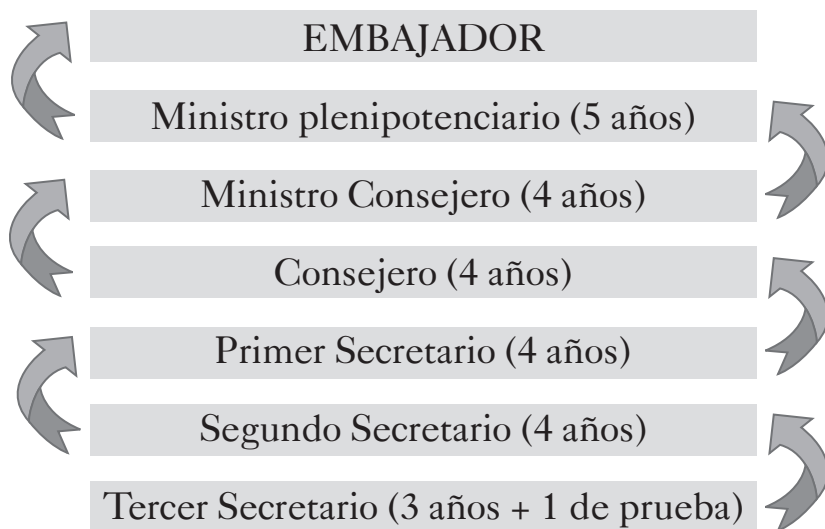 EMBAJADOR
Ministro plenipotenciario (5 años)
Ministro Consejero (4 años)
Consejero (4 años)
Primer Secretario (4 años)
Segundo Secretario (4 años)
Tercer Secretario (3 años + 1 de prueba)